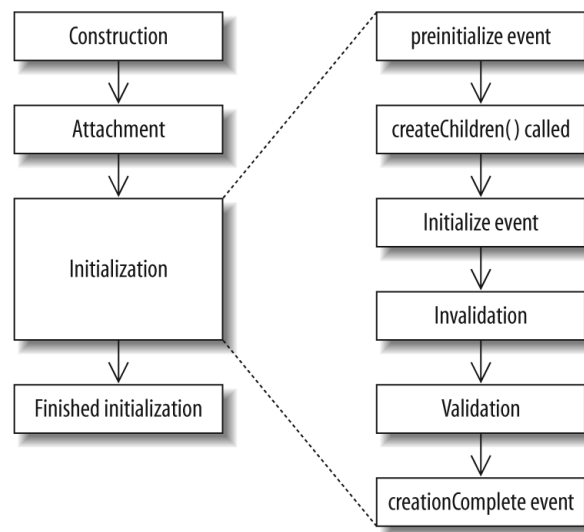 Construction
Attachment
Initialization
Finished initialization
preinitialize event
createChildren( ) called
Initialize event
Invalidation
Validation
creationComplete event